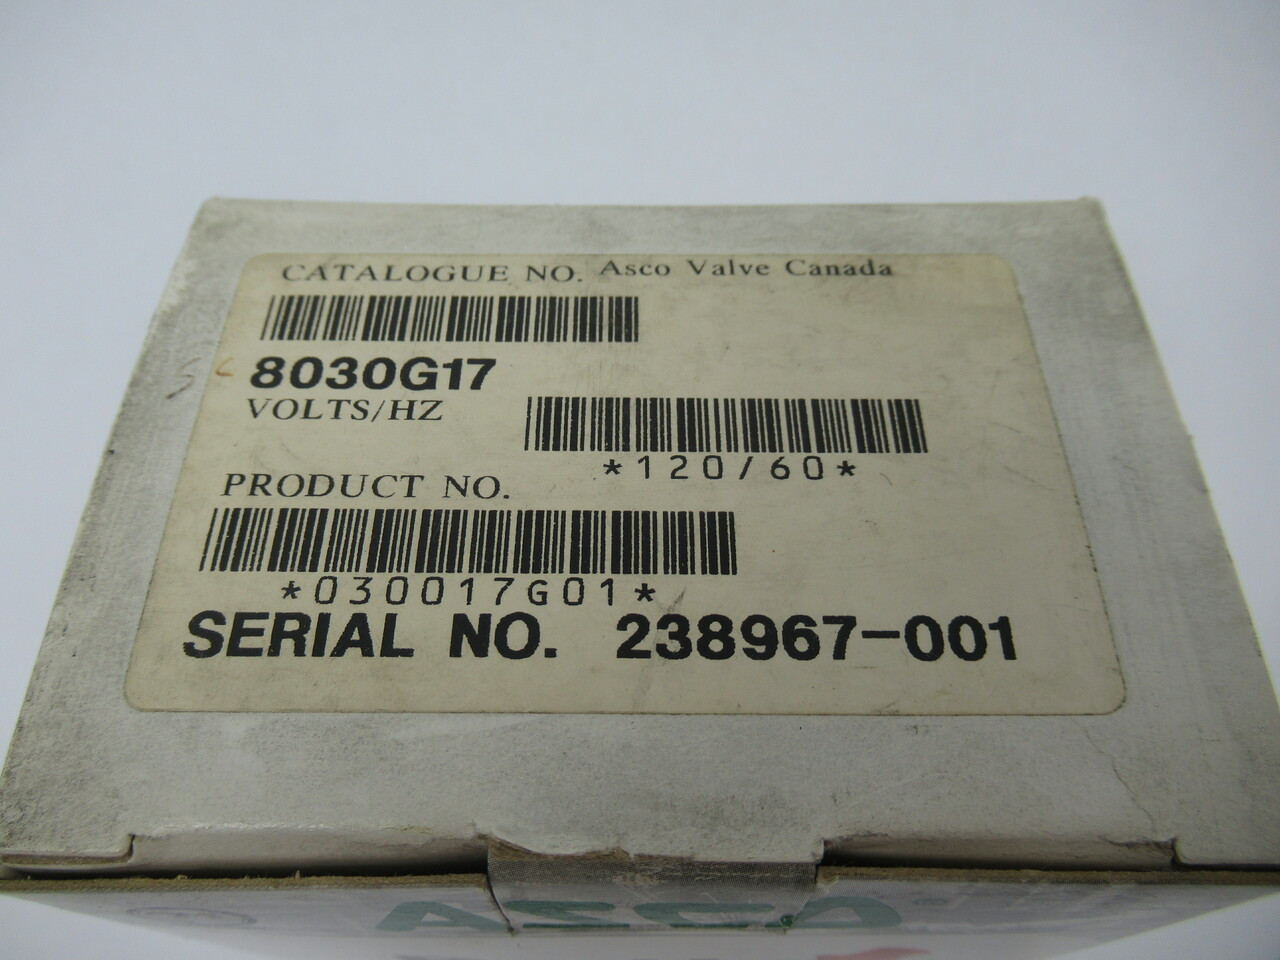 CATALOGUE NO. Asco Valve Canada
8030G17
VOLTS/HZ
*120/60*
PRODUCT NO.
*030017G01*
SERIAL NO. 238967-001